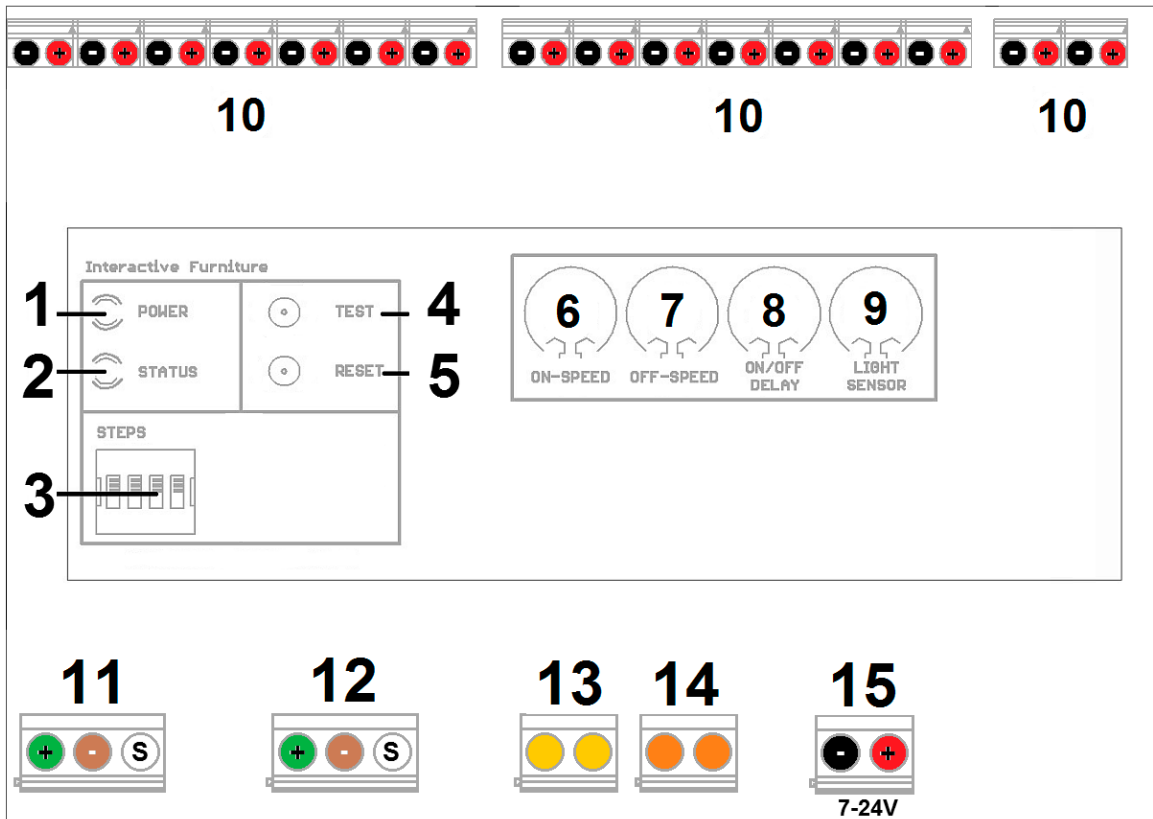 - + - + - + - + - + - + - + - + - + - + - + - + - + - + - + - +
10 10 10
Interactive Furniture
1 POWER TEST 4
2 STATUS RESET 5
6 7 8 9
ON-SPEED OFF-SPEED ON/OFF DELAY LIGHT SENSOR
STEPS
3
11 12 13 14 15
+ - S + - S - +
7-24V